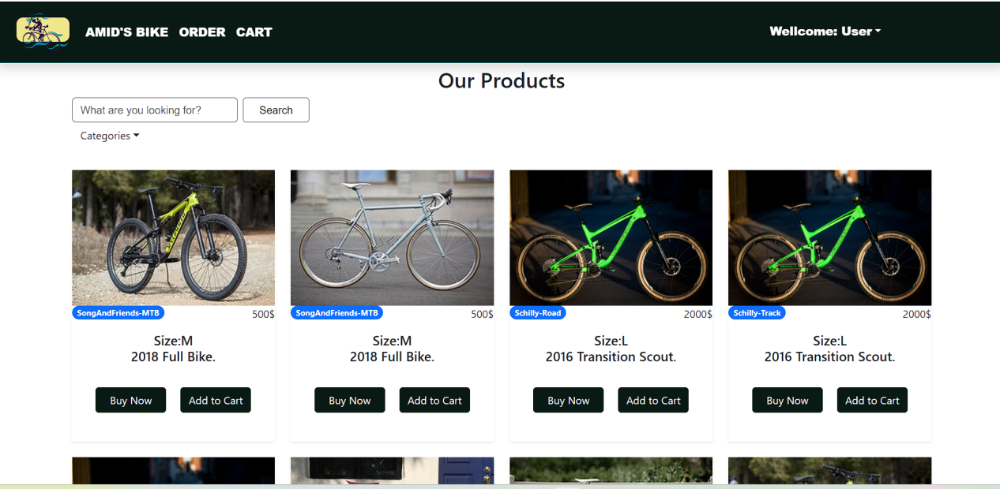 AMID'S BIKE ORDER CART Wellcome: User
Our Products
What are you looking for? Search
Categories
SongAndFriends-MTB 500$ SongAndFriends-MTB 500$ Schilly-Road 2000$ Schilly-Track 2000$
Size:M Size:M Size:L Size:L
2018 Full Bike. 2018 Full Bike. 2016 Transition Scout. 2016 Transition Scout.
Buy Now Add to Cart Buy Now Add to Cart Buy Now Add to Cart Buy Now Add to Cart